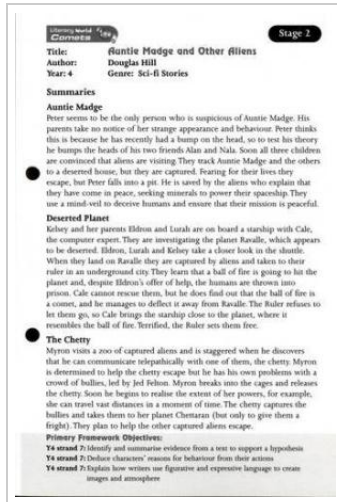 Literacy World
Comets
Stage 2
Title: Auntie Madge and Other Aliens
Author: Douglas Hill
Year: 4 Genre: Sci-fi Stories
Summaries
Auntie Madge
Peter seems to be the only person who is suspicious of Auntie Madge. His
parents take no notice of her strange appearance and behaviour. Peter thinks
this is because he has recently had a bump on the head, so to test his theory
he bumps the heads of his two friends Alan and Nala. Soon all three children
are convinced that aliens are visiting. They track Auntie Madge and the others
to a deserted house, but they are captured. Fearing for their lives they
escape, but Peter falls into a pit. He is saved by the aliens who explain that
they have come in peace, seeking minerals to power their spaceship. They
use a mind-veil to deceive humans and ensure that their mission is peaceful.
Deserted Planet
Kelsey and her parents Eldron and Lurah are on board a starship with Cale,
the computer expert. They are investigating the planet Ravalle, which appears
to be deserted. Eldron, Lurah and Kelsey take a closer look in the shuttle.
When they land on Ravalle they are captured by aliens and taken to their
ruler in an underground city. They learn that a ball of fire is going to hit the
planet and, despite Eldron's offer of help, the humans are thrown into
prison. Cale cannot rescue them, but he does find out that the ball of fire is
a comet, and he manages to deflect it away from Ravalle. The Ruler refuses to
let them go, so Cale brings the starship close to the planet, where it
resembles the ball of fire. Terrified, the Ruler sets them free.
The Chetty
Myron visits a zoo of captured aliens and is staggered when he discovers
that he can communicate telepathically with one of them, the chetty. Myron
is determined to help the chetty escape but he has his own problems with a
crowd of bullies, led by Jed Felton. Myron breaks into the cages and releases
the chetty. Soon he begins to realise the extent of her powers, for example,
she can travel vast distances in a moment of time. The chetty captures the
bullies and takes them to her planet Chettaran (but only to give them a
fright). They plan to help the other captured aliens escape.
Primary Framework Objectives:
Y4 strand 7: Identify and summarise evidence from a text to support a hypothesis
Y4 strand 7: Deduce characters' reasons for behaviour from their actions
Y4 strand 7: Explain how writers use figurative and expressive language to create
images and atmosphere